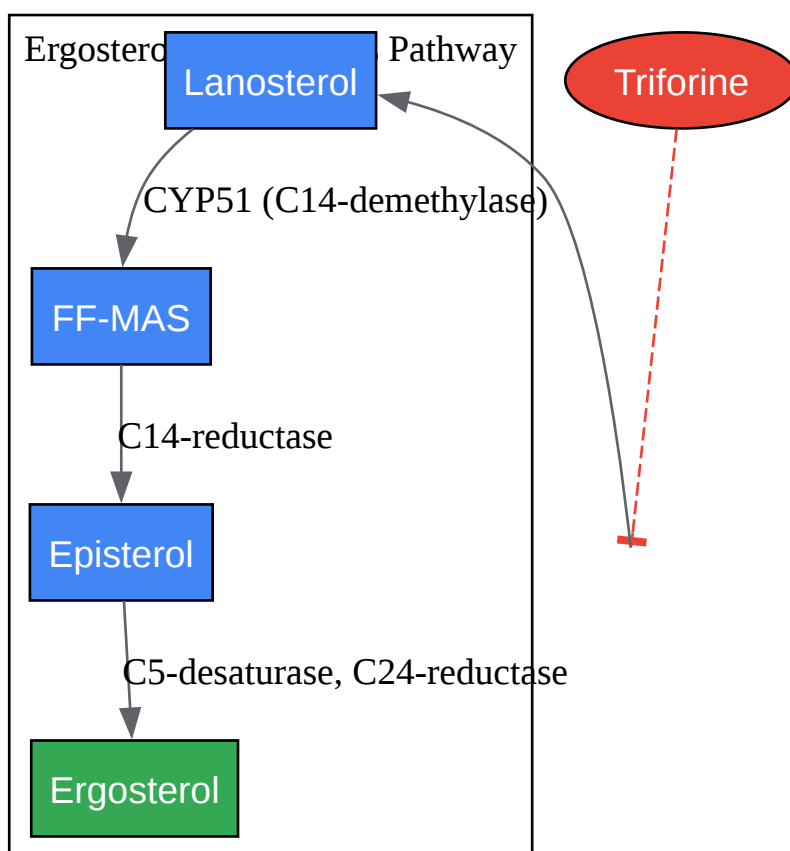 Ergostero Pathway
Lanosterol
Triforine
CYP51 (C14-demethylase)
FF-MAS
C14-reductase
Episterol
C5-desaturase, C24-reductase
Ergosterol